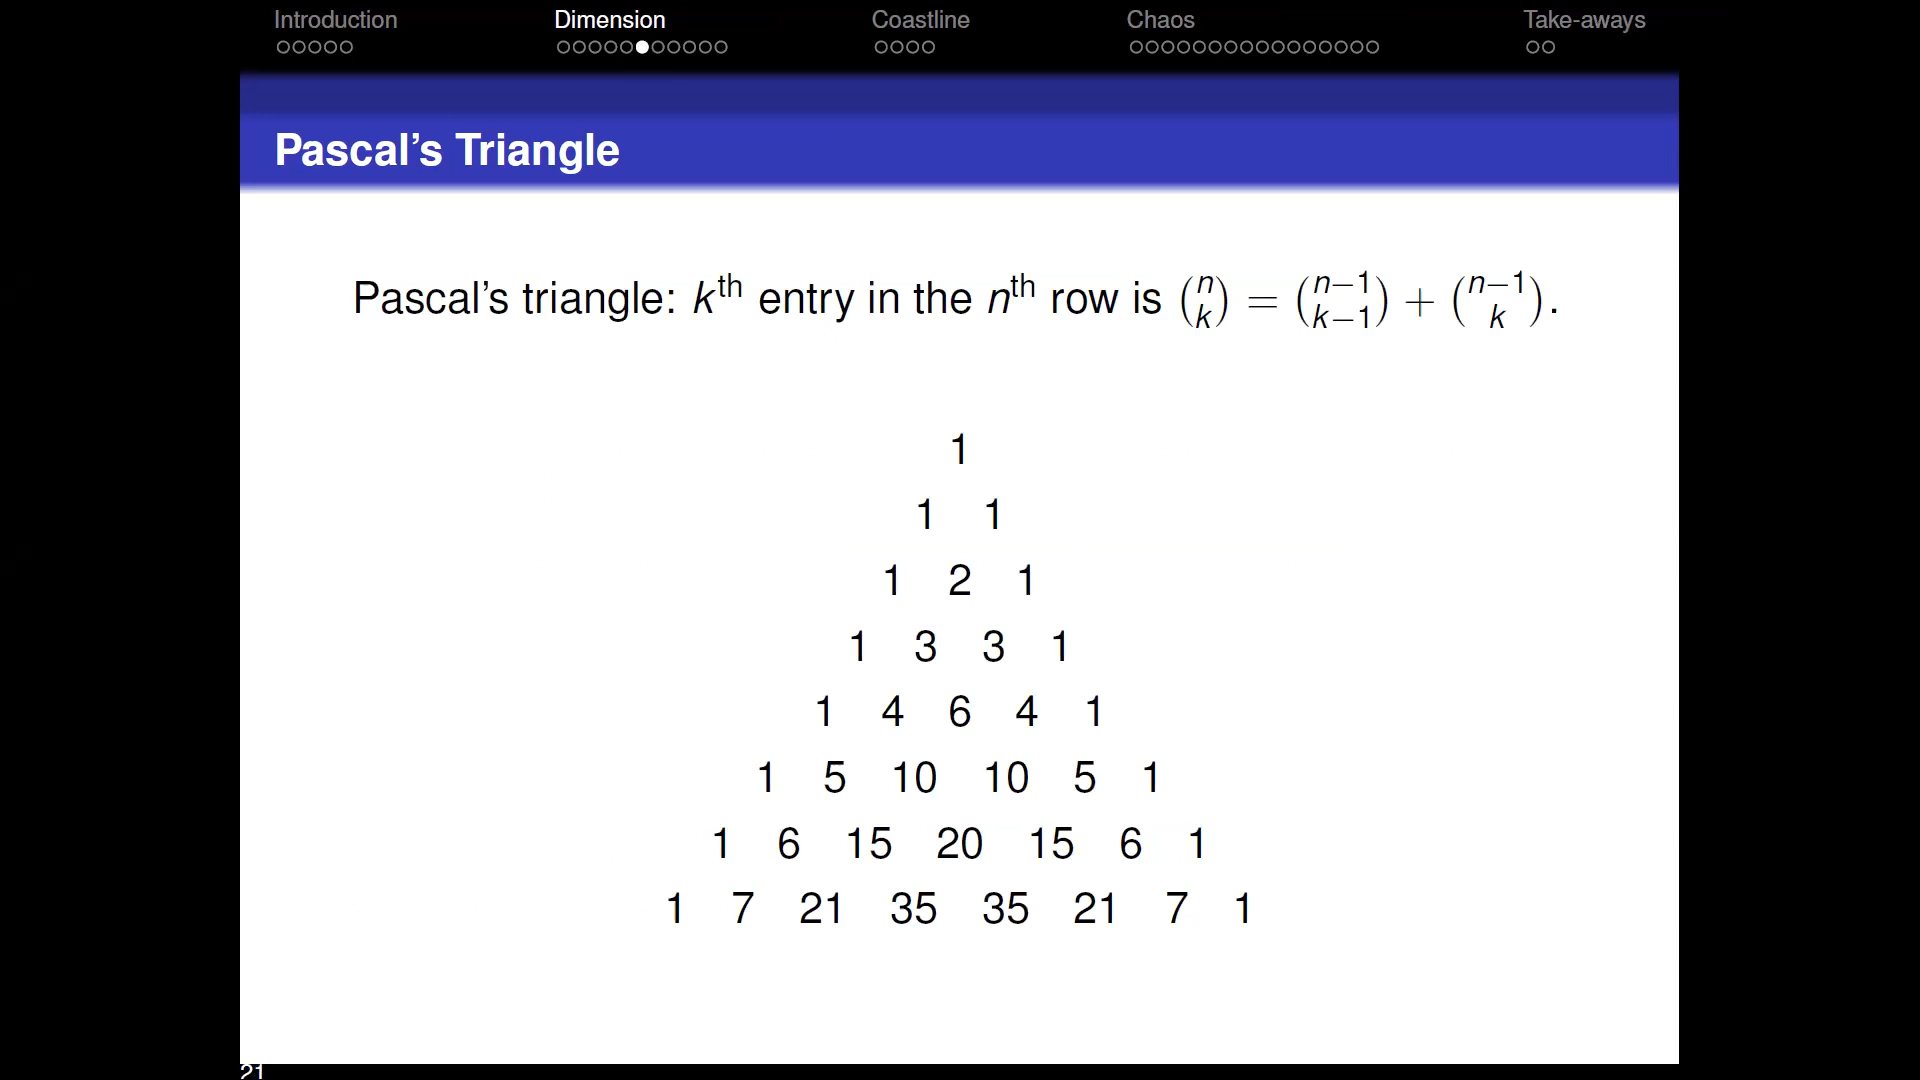 Introduction Dimension Coastline Chaos Take-aways
Pascal's Triangle
Pascal's triangle: kᵗʰ entry in the nᵗʰ row is (n k) = (n−1 k−1) + (n−1 k).
1
1 1
1 2 1
1 3 3 1
1 4 6 4 1
1 5 10 10 5 1
1 6 15 20 15 6 1
1 7 21 35 35 21 7 1
21